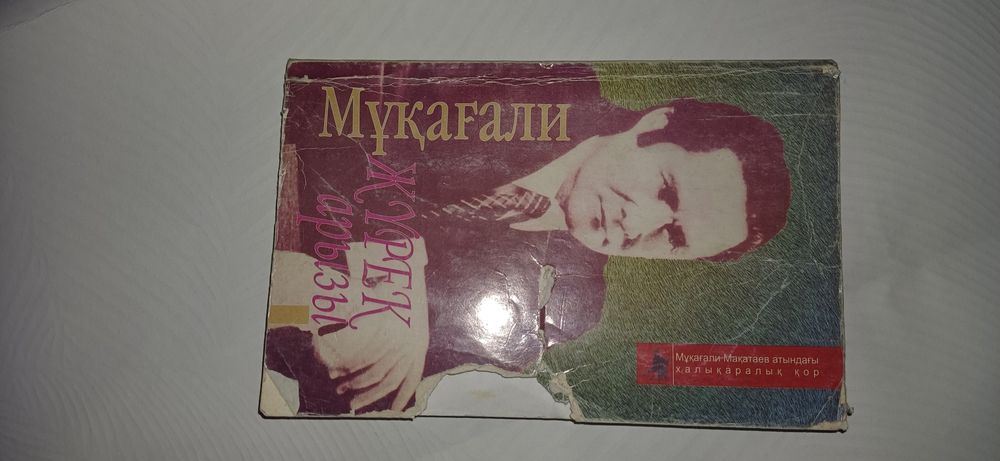 Мұқағали
ЖҮРЕК
арызы
Мұқағали Мақатаев атындағы
халықаралық қор